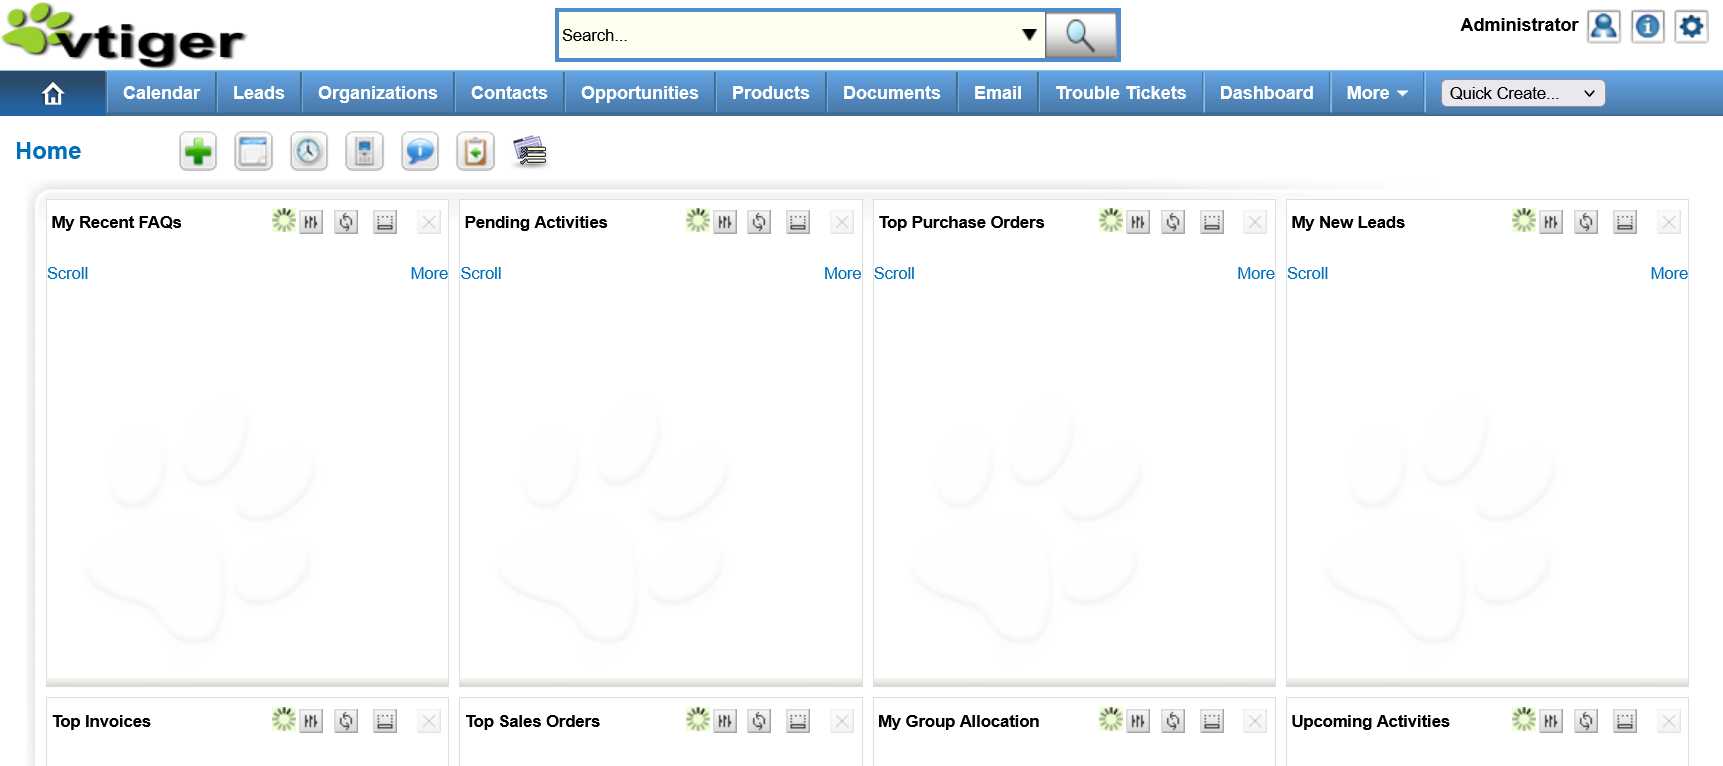 vtiger
Search...
Administrator
Calendar Leads Organizations Contacts Opportunities Products Documents Email Trouble Tickets Dashboard More Quick Create...
Home
My Recent FAQs Pending Activities Top Purchase Orders My New Leads
Scroll More Scroll More Scroll More Scroll More
Top Invoices Top Sales Orders My Group Allocation Upcoming Activities